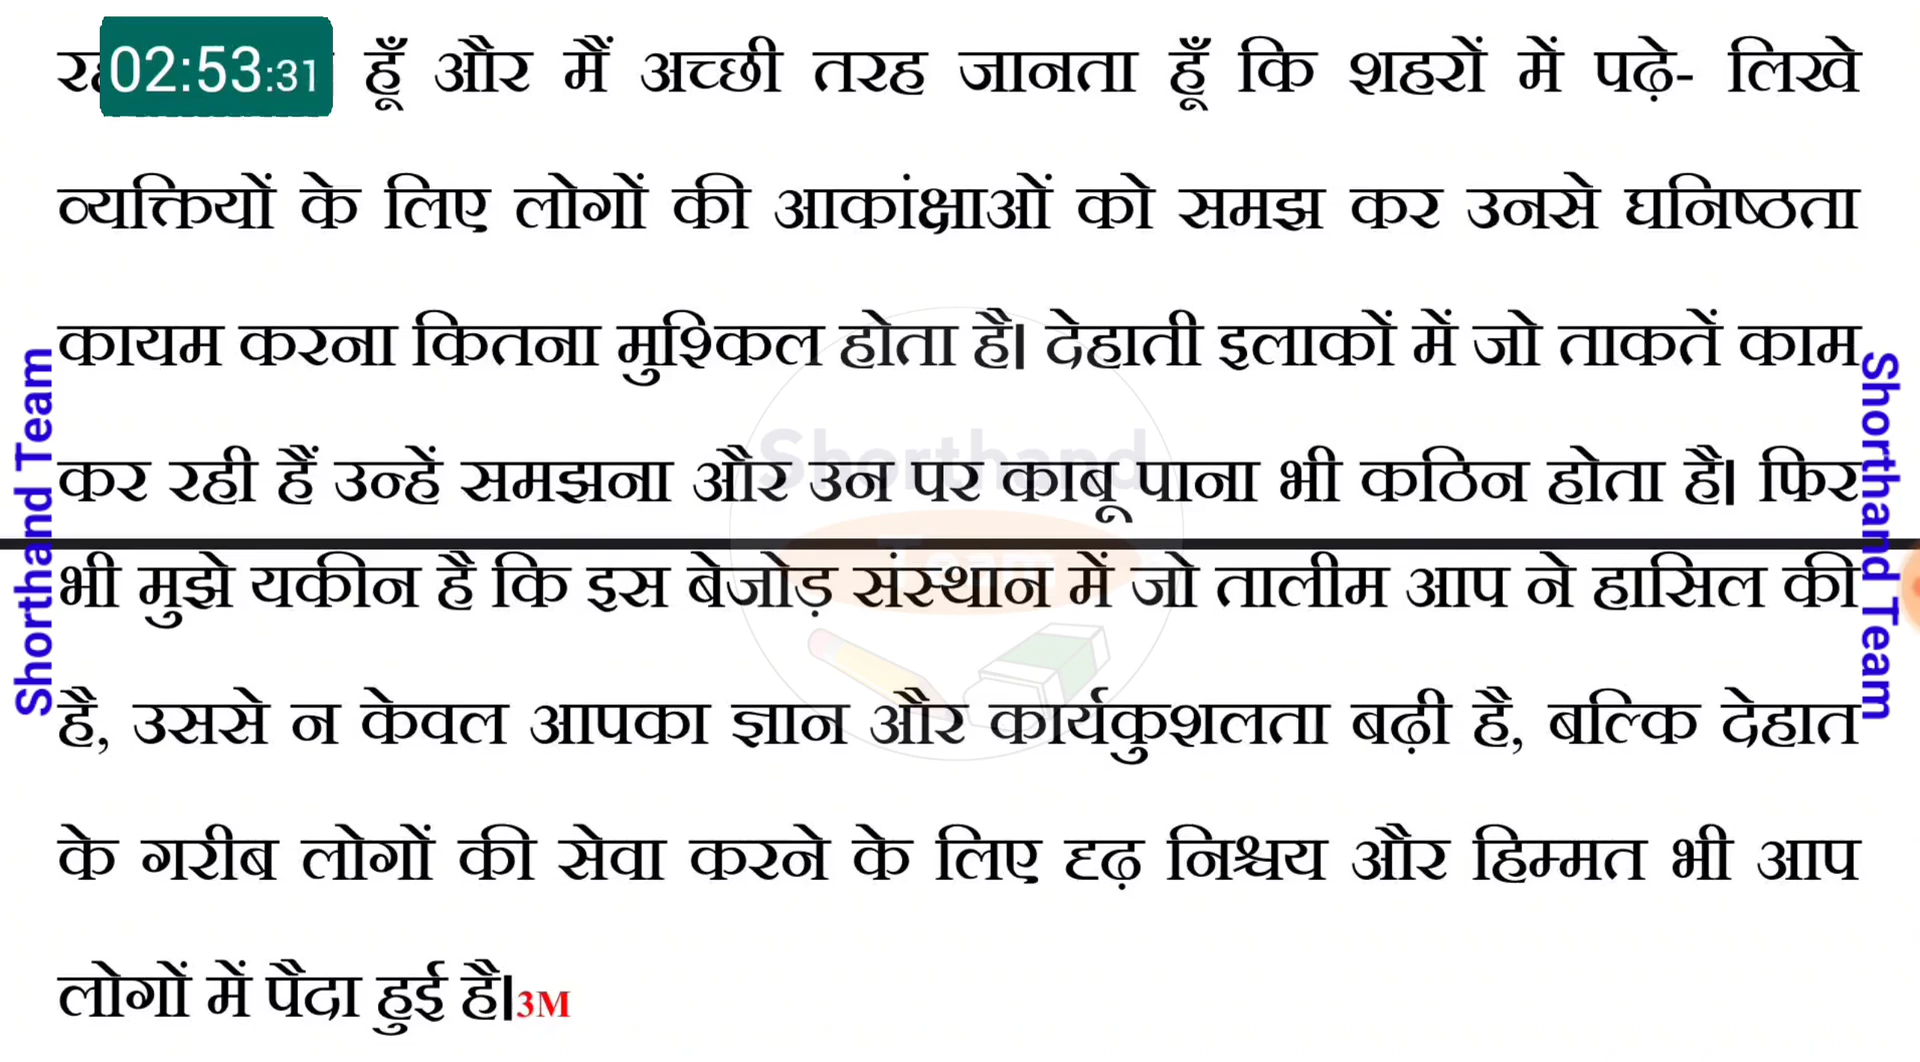 02:53:31
हूँ और मैं अच्छी तरह जानता हूँ कि शहरों में पढ़े- लिखे
व्यक्तियों के लिए लोगों की आकांक्षाओं को समझ कर उनसे घनिष्ठता
कायम करना कितना मुश्किल होता है। देहाती इलाकों में जो ताकतें काम
कर रही हैं उन्हें समझना और उन पर काबू पाना भी कठिन होता है। फिर
भी मुझे यकीन है कि इस बेजोड़ संस्थान में जो तालीम आप ने हासिल की
है, उससे न केवल आपका ज्ञान और कार्यकुशलता बढ़ी है, बल्कि देहात
के गरीब लोगों की सेवा करने के लिए दृढ़ निश्चय और हिम्मत भी आप
लोगों में पैदा हुई है।3M
Shorthand Team
Shorthand Team
Shorthand
Team